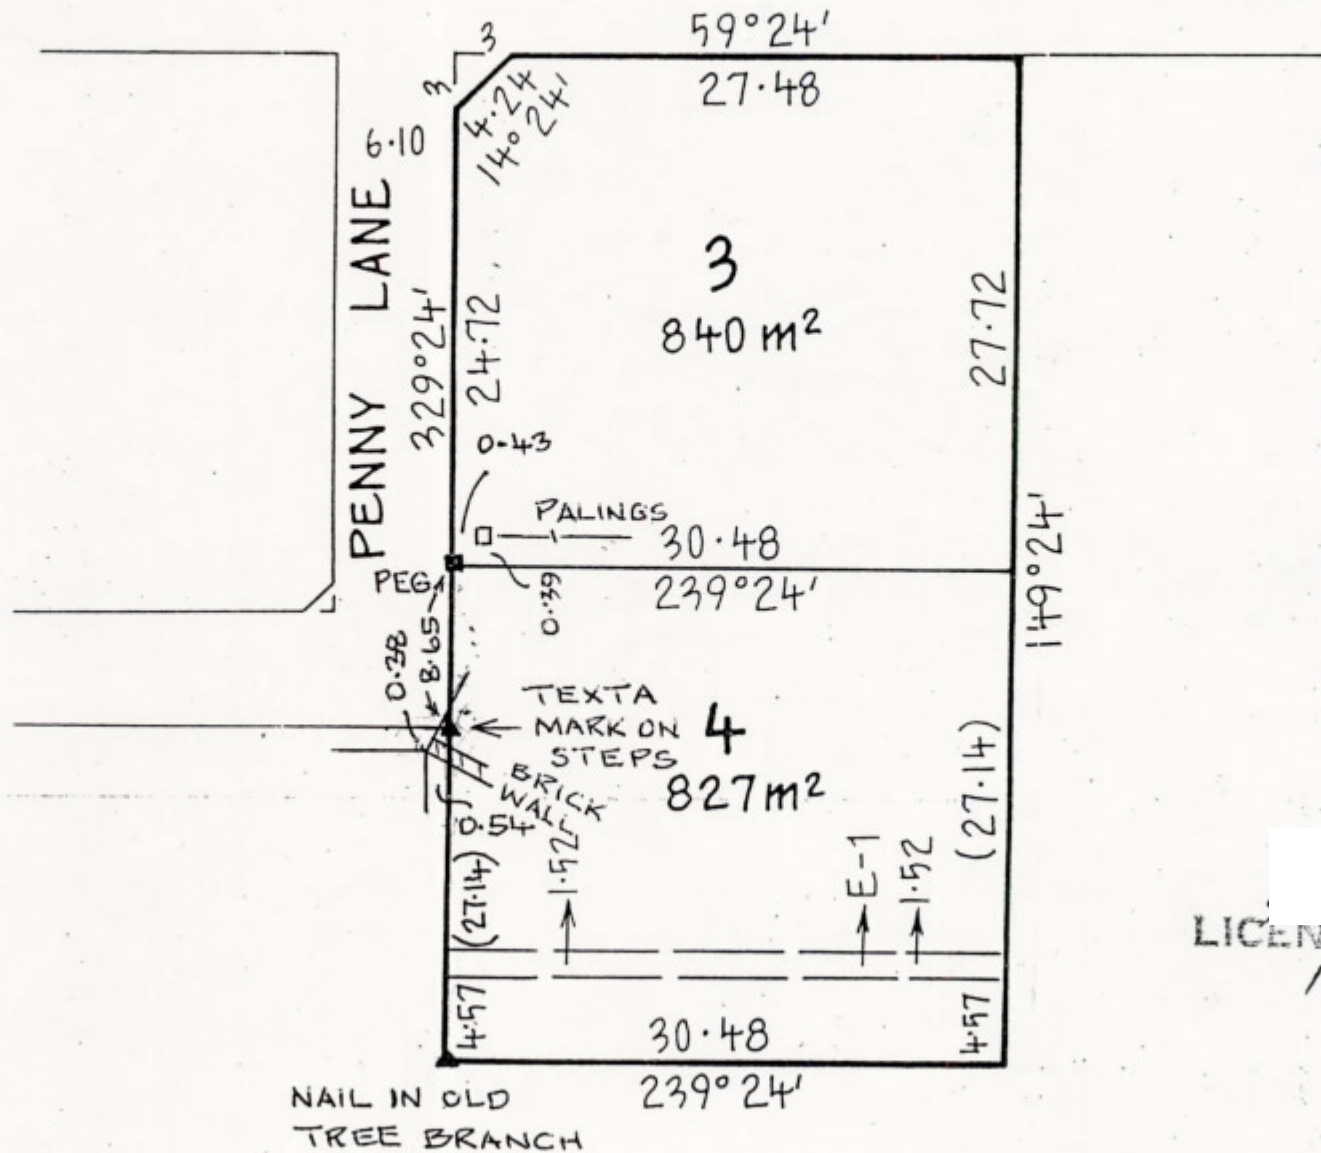 59°24'
27·48
3
3
4·24
14°24'
6·10
PENNY LANE
329°24'
24·72
3
840 m²
27·72
0·43
PALINGS
30·48
239°24'
PEG
0·39
149°24'
0·38
8·65
TEXTA
MARK ON
STEPS
4
827m²
BRICK
WALL
0·54
(27·14)
(27·14)
1·52
E-1
1·52
4·57
4·57
30·48
239°24'
NAIL IN OLD
TREE BRANCH
LICEN